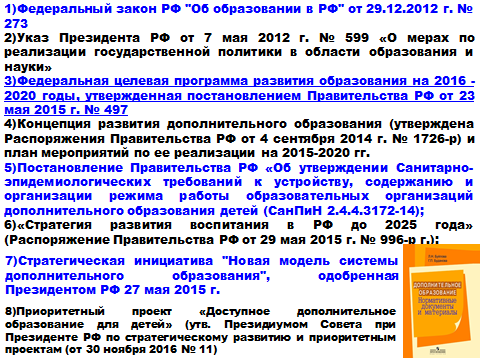 1)Федеральный закон РФ "Об образовании в РФ" от 29.12.2012 г. №
273
2)Указ Президента РФ от 7 мая 2012 г. № 599 «О мерах по
реализации государственной политики в области образования и
науки»
3)Федеральная целевая программа развития образования на 2016 -
2020 годы, утвержденная постановлением Правительства РФ от 23
мая 2015 г. № 497
4)Концепция развития дополнительного образования (утверждена
Распоряжения Правительства РФ от 4 сентября 2014 г. № 1726-р) и
план мероприятий по ее реализации на 2015-2020 гг.
5)Постановление Правительства РФ «Об утверждении Санитарно-
эпидемиологических требований к устройству, содержанию и
организации режима работы образовательных организаций
дополнительного образования детей (СанПиН 2.4.4.3172-14);
6)«Стратегия развития воспитания в РФ до 2025 года»
(Распоряжение Правительства РФ от 29 мая 2015 г. № 996-р г.);
7)Стратегическая инициатива "Новая модель системы
дополнительного образования", одобренная
Президентом РФ 27 мая 2015 г.
8)Приоритетный проект «Доступное дополнительное
образование для детей» (утв. Президиумом Совета при
Президенте РФ по стратегическому развитию и приоритетным
проектам (от 30 ноября 2016 № 11)
ДОПОЛНИТЕЛЬНОЕ
ОБРАЗОВАНИЕ
Нормативные
документы
и материалы